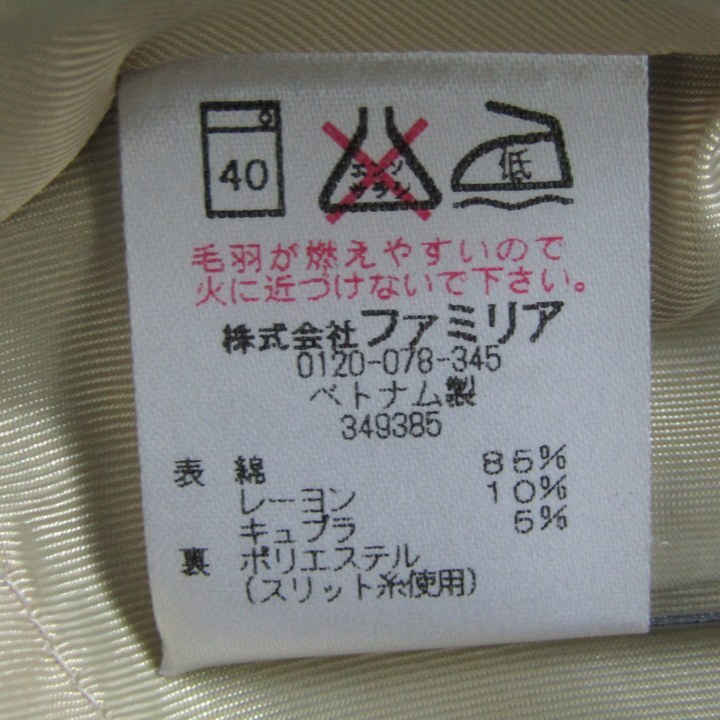 40
エンソ
サラシ
低
毛羽が燃えやすいので
火に近づけないで下さい。
株式会社ファミリア
0120-078-345
ベトナム製
349385
表 綿 85%
レーヨン 10%
キュプラ 5%
裏 ポリエステル
(スリット糸使用)